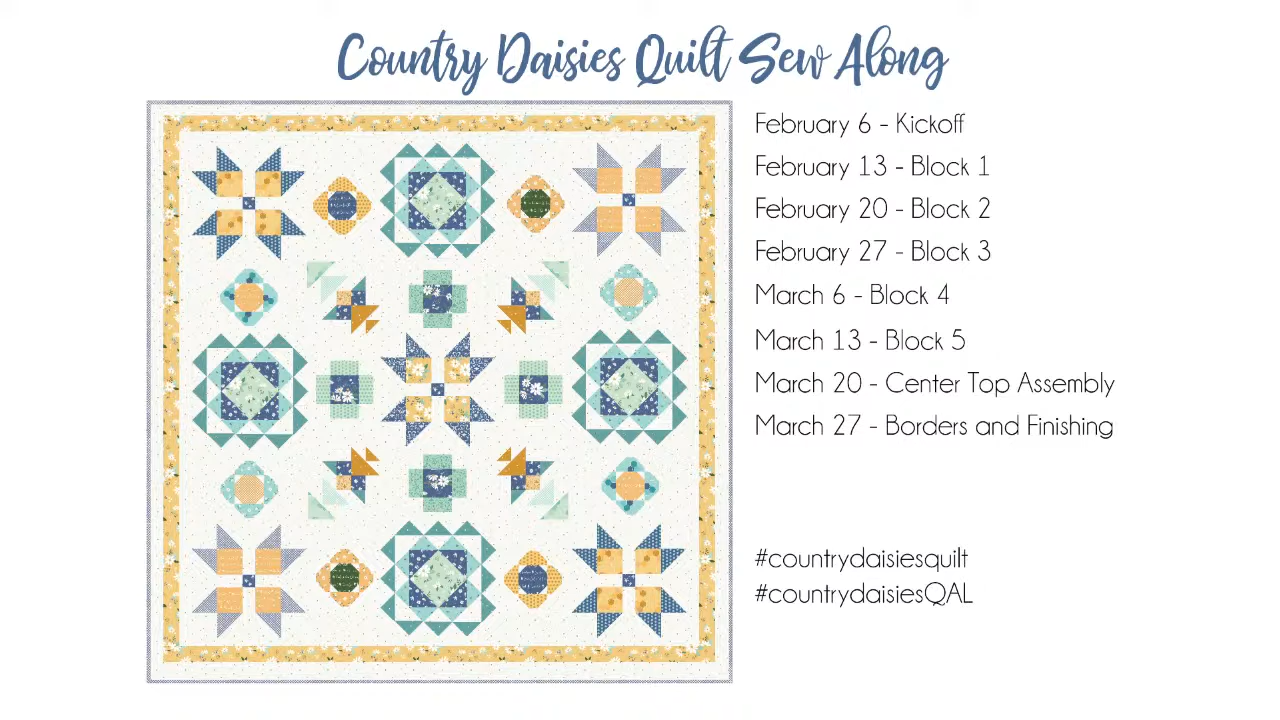 Country Daisies Quilt Sew Along
February 6 - Kickoff
February 13 - Block 1
February 20 - Block 2
February 27 - Block 3
March 6 - Block 4
March 13 - Block 5
March 20 - Center Top Assembly
March 27 - Borders and Finishing
#countrydaisiesquilt
#countrydaisiesQAL